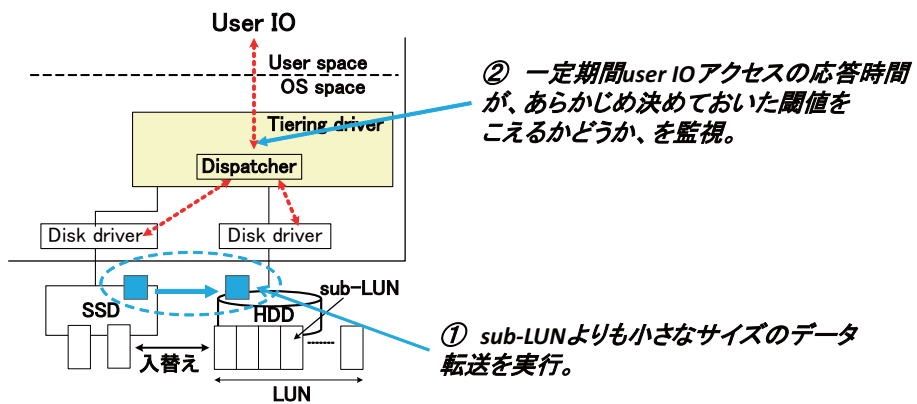 User IO
User space
OS space
Tiering driver
Dispatcher
Disk driver
Disk driver
SSD
HDD
sub-LUN
入替え
LUN
② 一定期間user IOアクセスの応答時間
が、あらかじめ決めておいた閾値を
こえるかどうか、を監視。
① sub-LUNよりも小さなサイズのデータ
転送を実行。